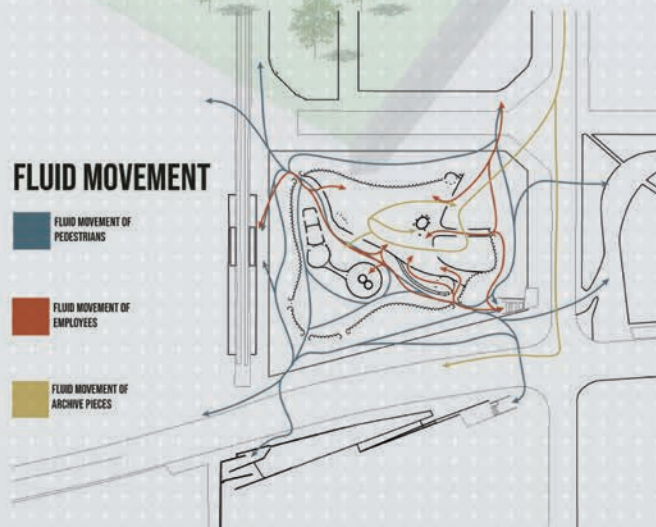 FLUID MOVEMENT
FLUID MOVEMENT OF
PEDESTRIANS
FLUID MOVEMENT OF
EMPLOYEES
FLUID MOVEMENT OF
ARCHIVE PIECES